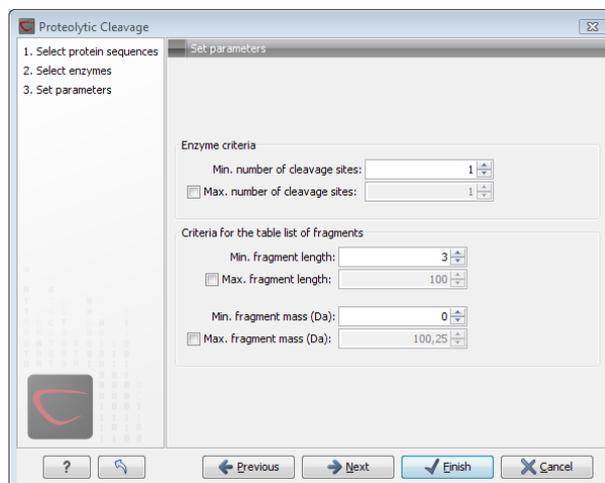 Proteolytic Cleavage
1. Select protein sequences
2. Select enzymes
3. Set parameters
Set parameters
Enzyme criteria
Min. number of cleavage sites: 1
Max. number of cleavage sites: 1
Criteria for the table list of fragments
Min. fragment length: 3
Max. fragment length: 100
Min. fragment mass (Da): 0
Max. fragment mass (Da): 100,25
? Previous Next Finish Cancel